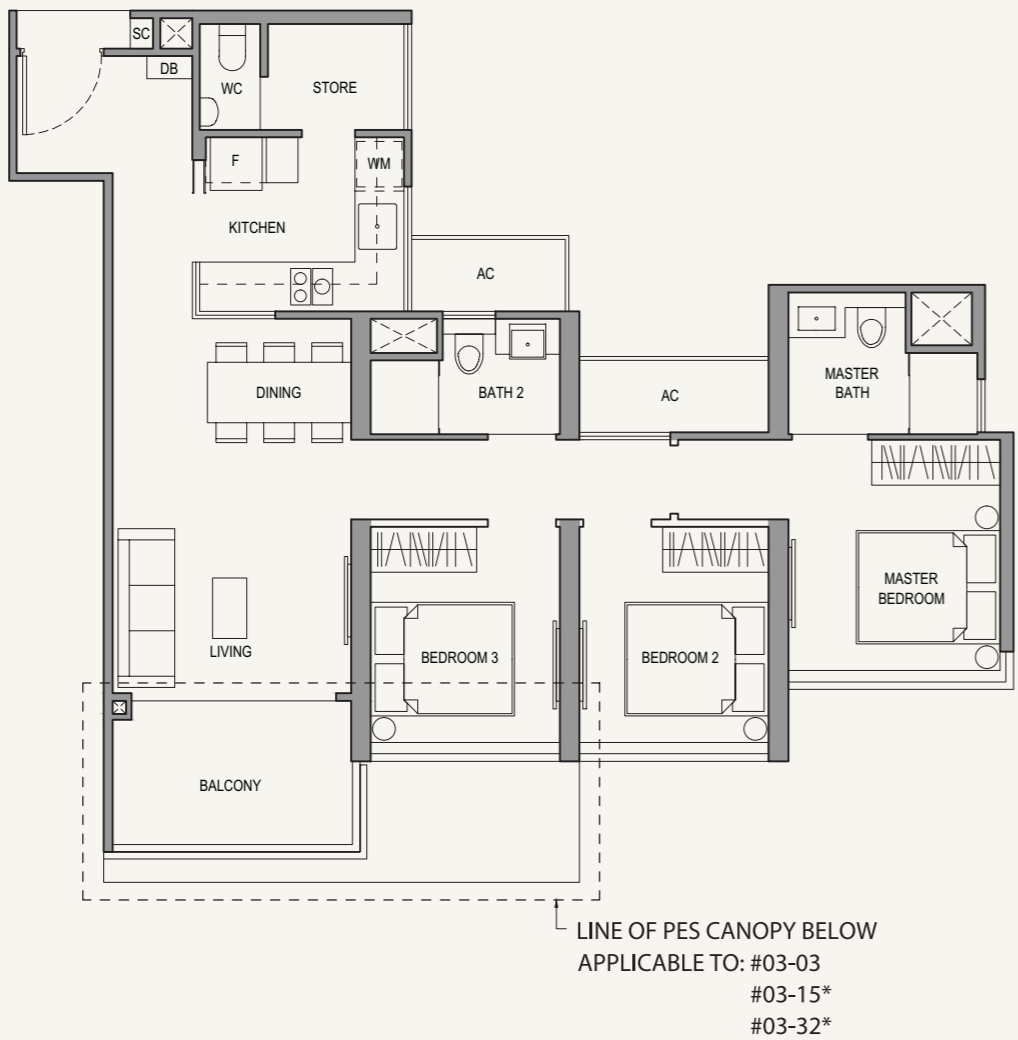 SC
DB
WC
STORE
F
WM
KITCHEN
AC
DINING
BATH 2
AC
MASTER
BATH
MASTER
BEDROOM
LIVING
BEDROOM 3
BEDROOM 2
BALCONY
LINE OF PES CANOPY BELOW
APPLICABLE TO: #03-03
#03-15*
#03-32*